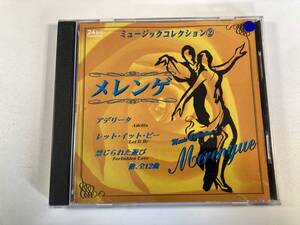 24bit
ミュージックコレクション②
メレンゲ
アデリータ
Adelita
レット・イット・ビー
Let It Be
禁じられた遊び
Forbidden Love
他、全12曲
Merengue